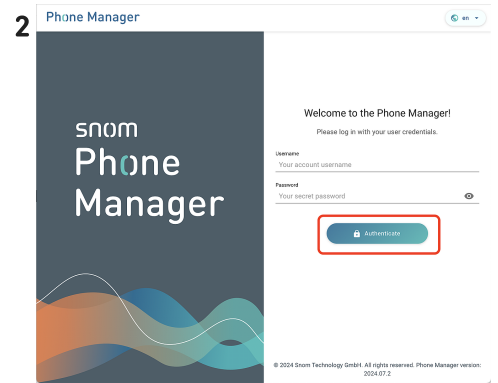 2
Phone Manager
en
snom
Phone
Manager
Welcome to the Phone Manager!
Please log in with your user credentials.
Username
Your account username
Password
Your secret password
Authenticate
© 2024 Snom Technology GmbH. All rights reserved. Phone Manager version:
2024.07.2